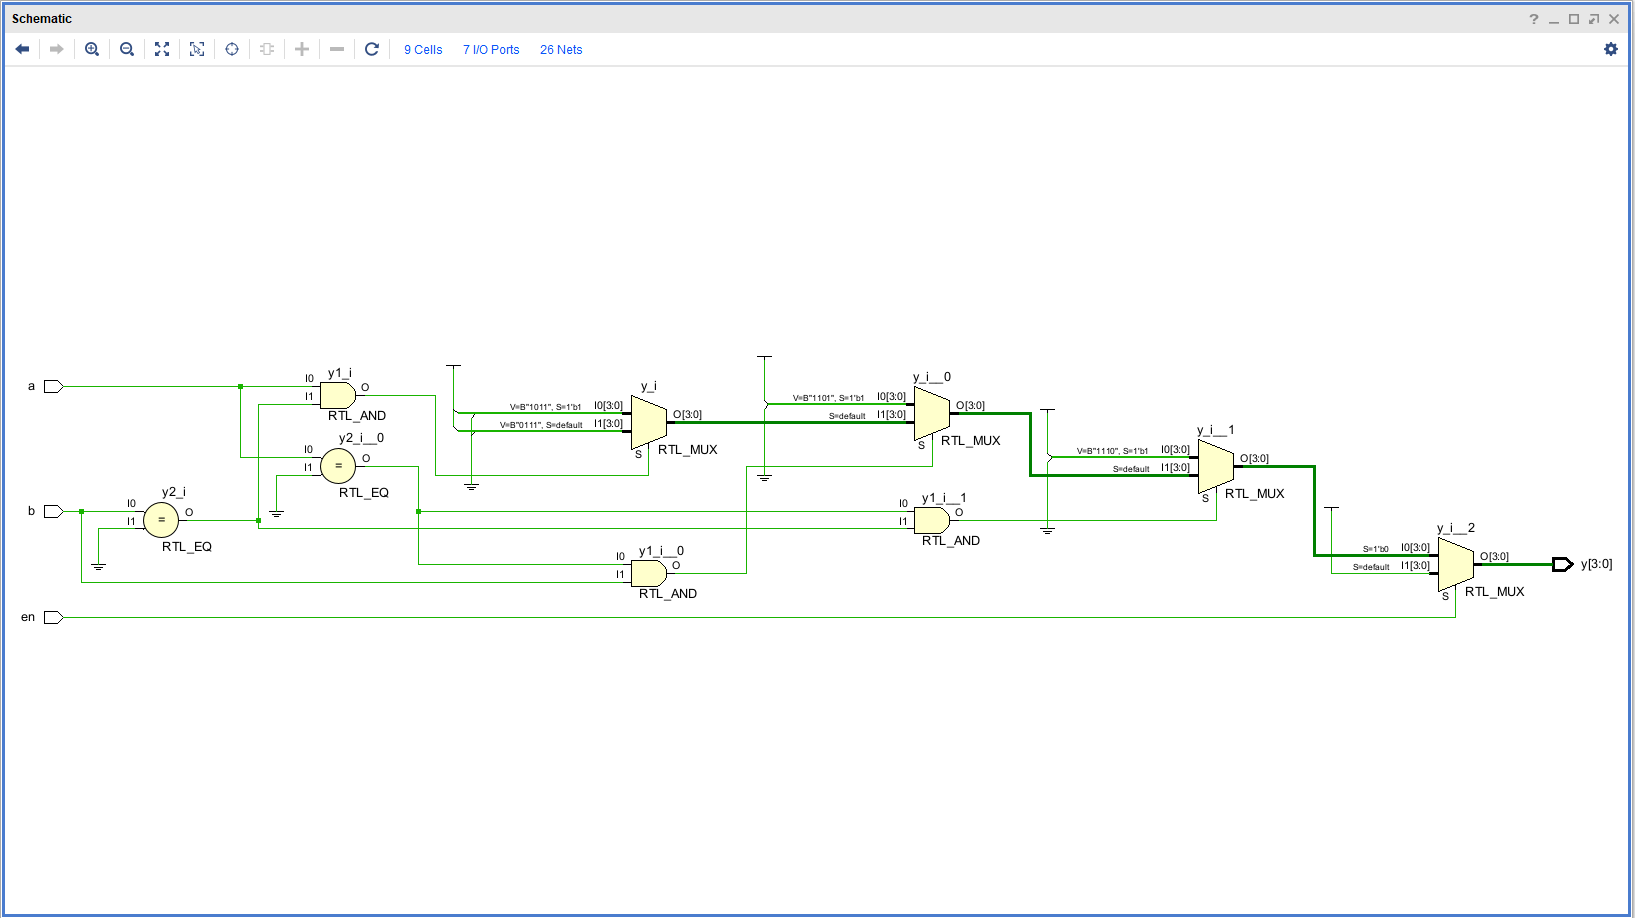 Schematic
9 Cells 7 I/O Ports 26 Nets
a
b
en
y1_i
I0
I1
O
RTL_AND
y2_i__0
I0
I1
=
O
RTL_EQ
y2_i
I0
I1
=
O
RTL_EQ
y_i
V=B"1011", S=1'b1 I0[3:0]
V=B"0111", S=default I1[3:0]
O[3:0]
S
RTL_MUX
y1_i__0
I0
I1
O
RTL_AND
y_i__0
V=B"1101", S=1'b1 I0[3:0]
S=default I1[3:0]
O[3:0]
S
RTL_MUX
y1_i__1
I0
I1
O
RTL_AND
y_i__1
V=B"1110", S=1'b1 I0[3:0]
S=default I1[3:0]
O[3:0]
S
RTL_MUX
y_i__2
S=1'b0 I0[3:0]
S=default I1[3:0]
O[3:0]
S
RTL_MUX
y[3:0]